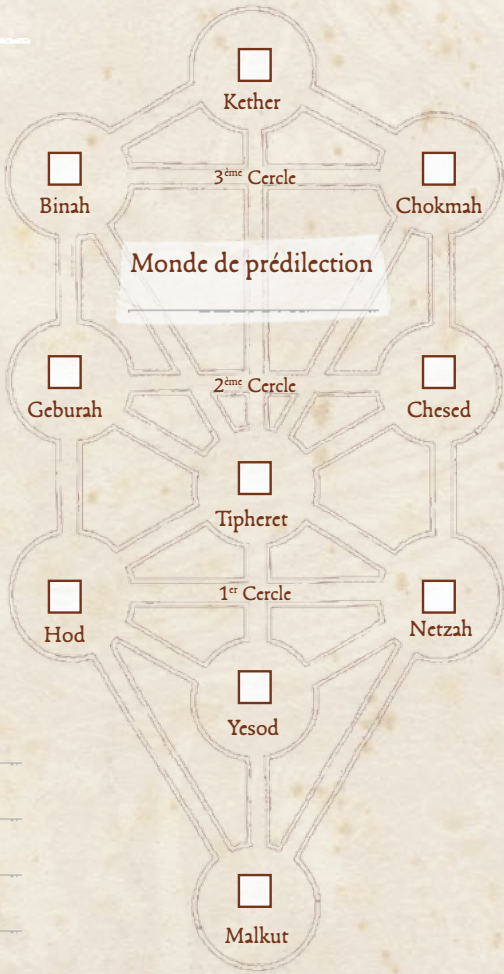 Kether
3ème Cercle
Binah
Chokmah
Monde de prédilection
2ème Cercle
Geburah
Chesed
Tipheret
1er Cercle
Hod
Netzah
Yesod
Malkut